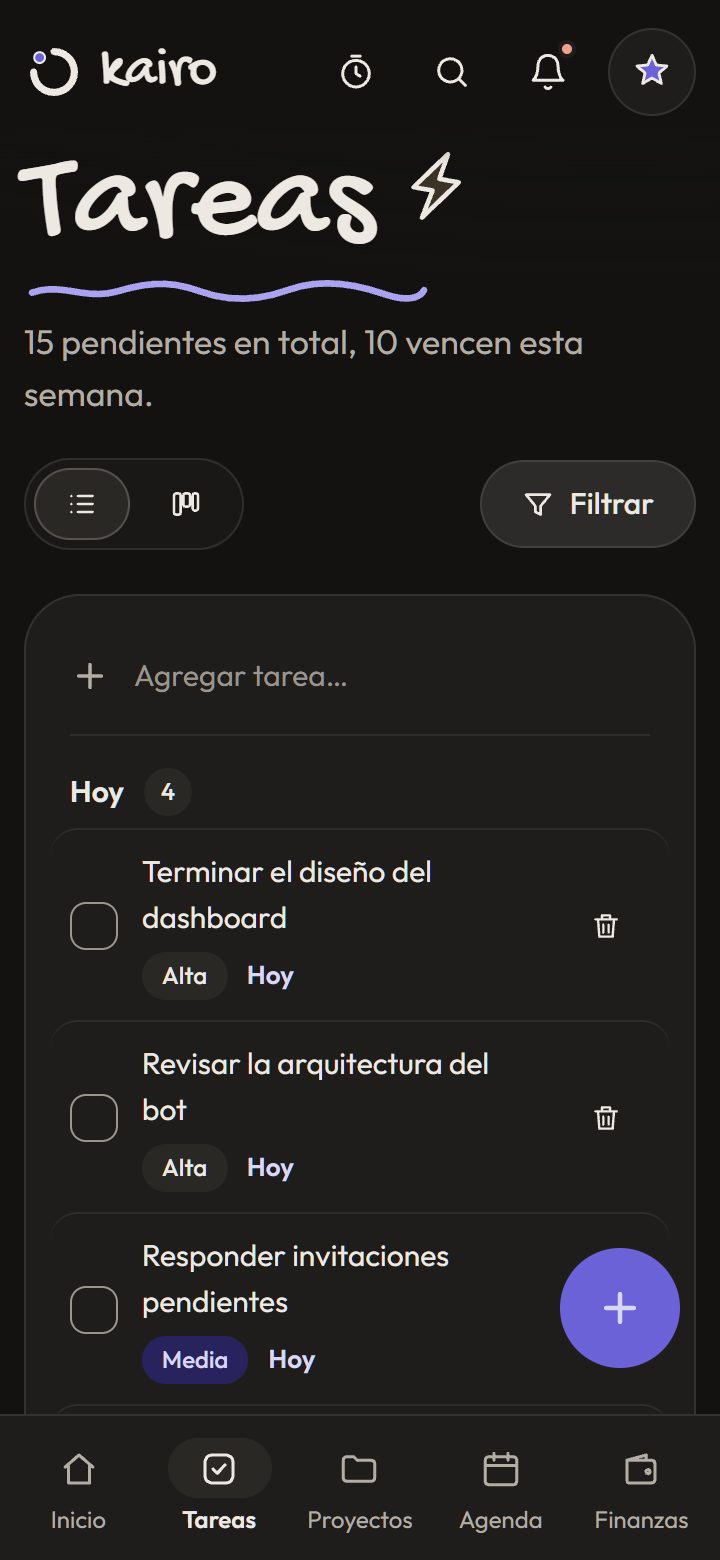 kairo
Tareas
15 pendientes en total, 10 vencen esta
semana.
Filtrar
Agregar tarea...
Hoy 4
Terminar el diseño del
dashboard
Alta Hoy
Revisar la arquitectura del
bot
Alta Hoy
Responder invitaciones
pendientes
Media Hoy
Inicio Tareas Proyectos Agenda Finanzas